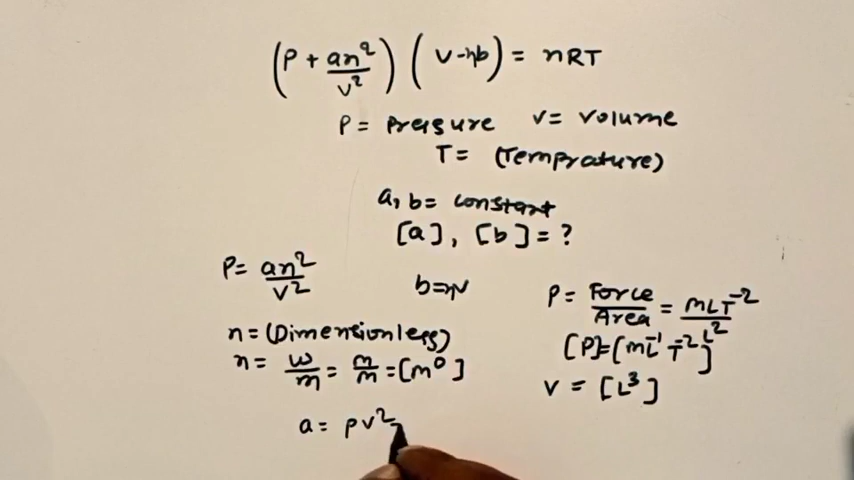 (P + an²/v²) (v-nb) = nRT
P = Pressure v = volume
T = (Temprature)
a, b = constant
[a], [b] = ?
P = an²/v²
b = v
n = (Dimensionless)
n = w/m = m/m = [m⁰]
a = pv²
P = Force/Area = MLT⁻²/L²
[P] = [ML⁻¹T⁻²]
v = [L³]